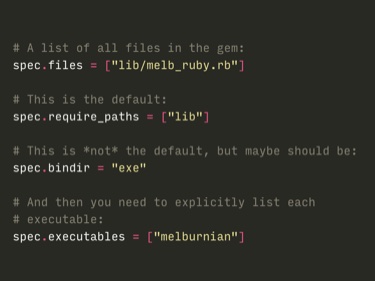 # A list of all files in the gem:
spec.files = ["lib/melb_ruby.rb"]
# This is the default:
spec.require_paths = ["lib"]
# This is *not* the default, but maybe should be:
spec.bindir = "exe"
# And then you need to explicitly list each
# executable:
spec.executables = ["melburnian"]